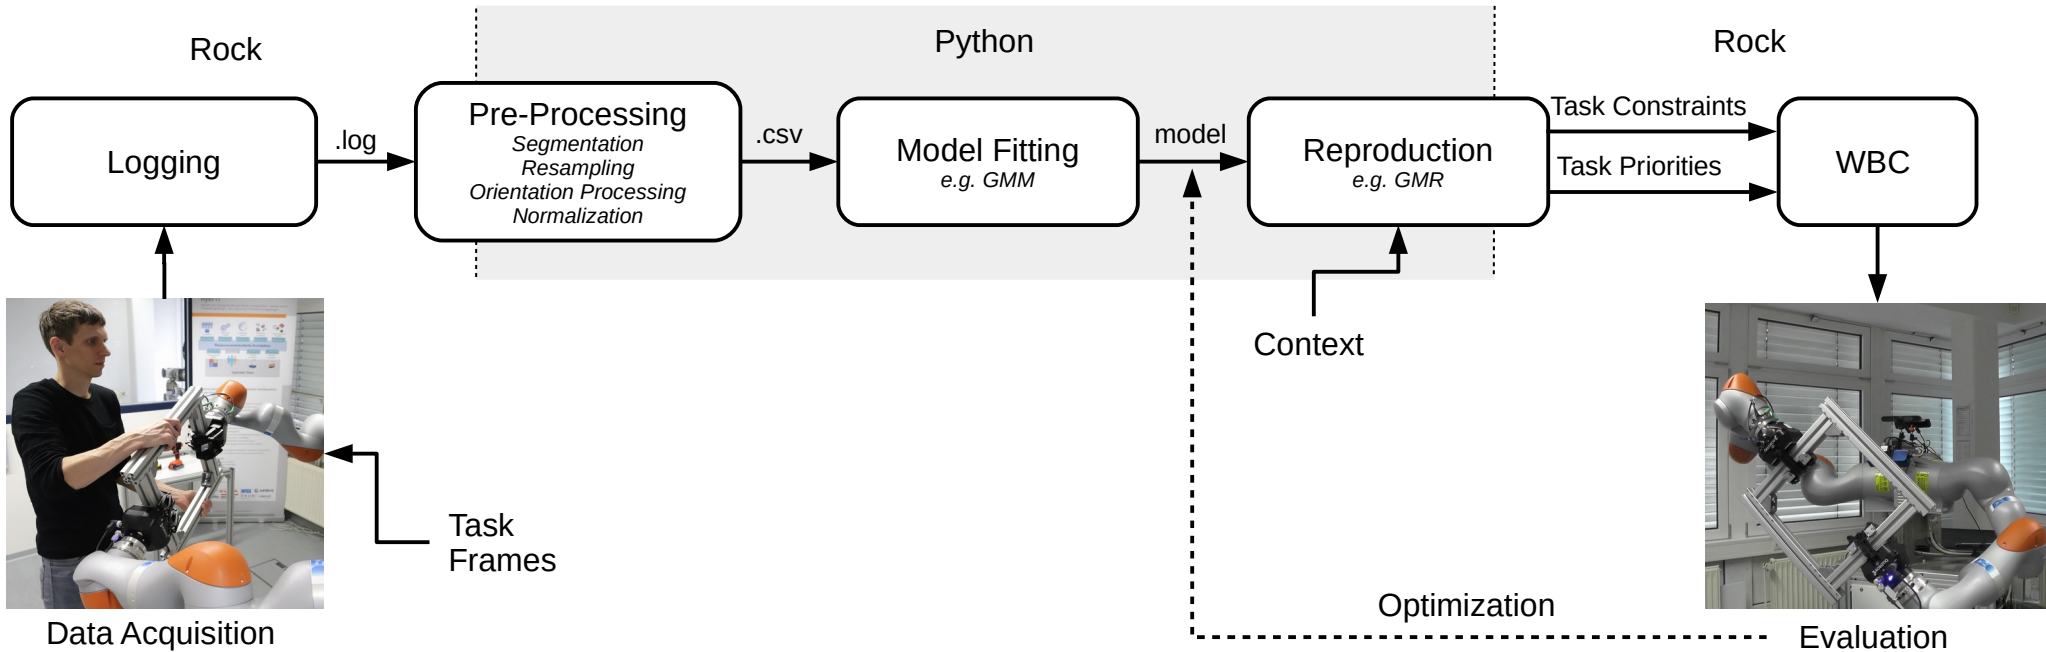 Rock
Python
Rock
Logging
.log
Pre-Processing
Segmentation
Resampling
Orientation Processing
Normalization
.csv
Model Fitting
e.g. GMM
model
Reproduction
e.g. GMR
Task Constraints
Task Priorities
WBC
Context
Task
Frames
Optimization
Data Acquisition
Evaluation